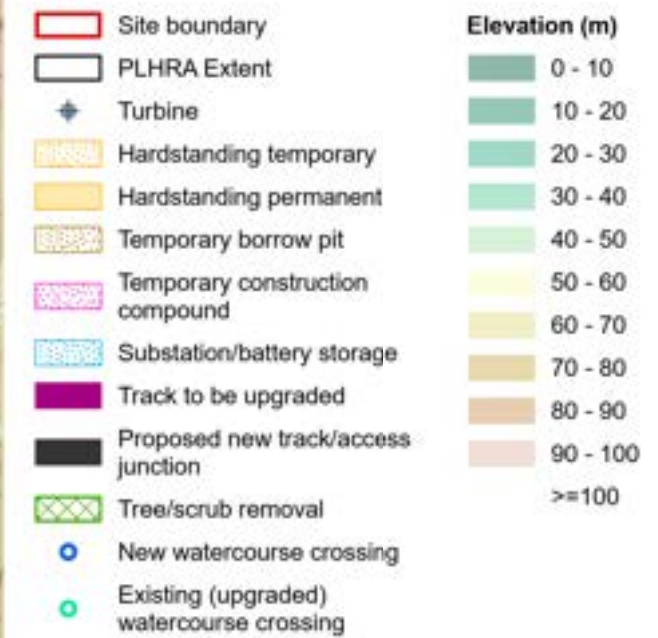 Site boundary
PLHRA Extent
Turbine
Hardstanding temporary
Hardstanding permanent
Temporary borrow pit
Temporary construction
compound
Substation/battery storage
Track to be upgraded
Proposed new track/access
junction
Tree/scrub removal
New watercourse crossing
Existing (upgraded)
watercourse crossing
Elevation (m)
0 - 10
10 - 20
20 - 30
30 - 40
40 - 50
50 - 60
60 - 70
70 - 80
80 - 90
90 - 100
>=100